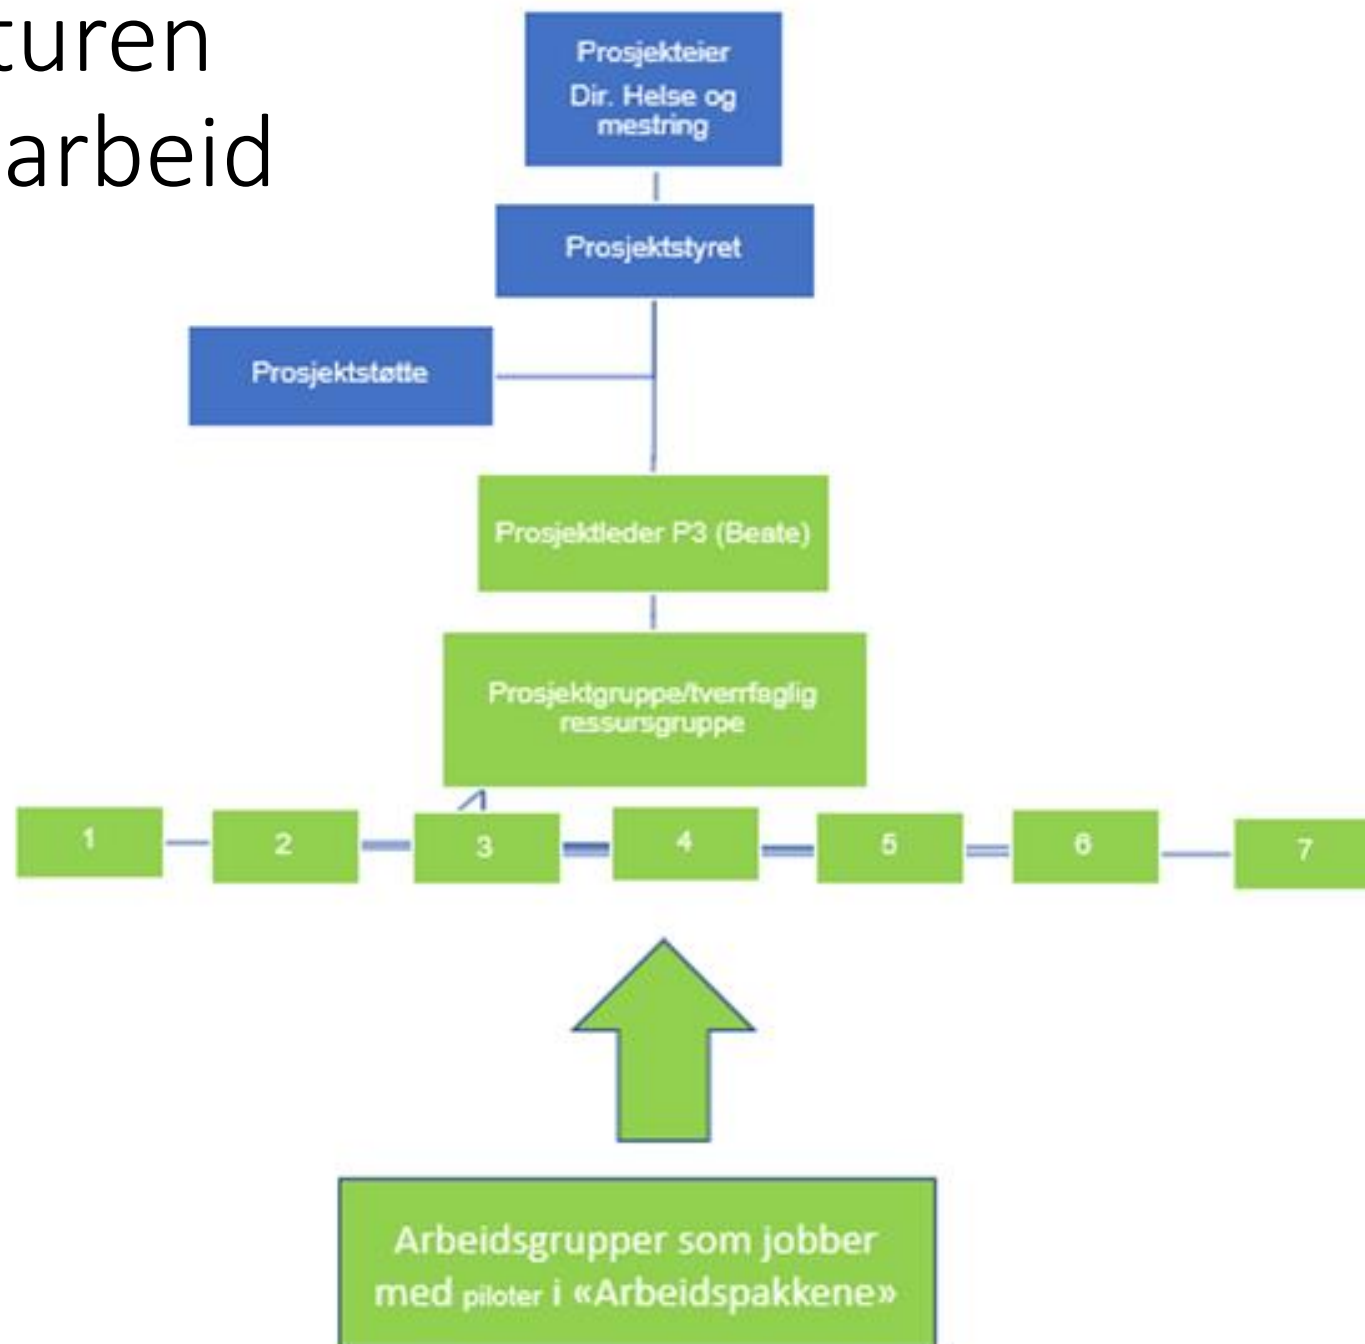 turen
arbeid
Prosjekteier
Dir. Helse og
mestring
Prosjektstyret
Prosjektstøtte
Prosjektleder P3 (Beate)
Prosjektgruppe/tverrfaglig
ressursgruppe
1
2
3
4
5
6
7
Arbeidsgrupper som jobber
med piloter i «Arbeidspakkene»